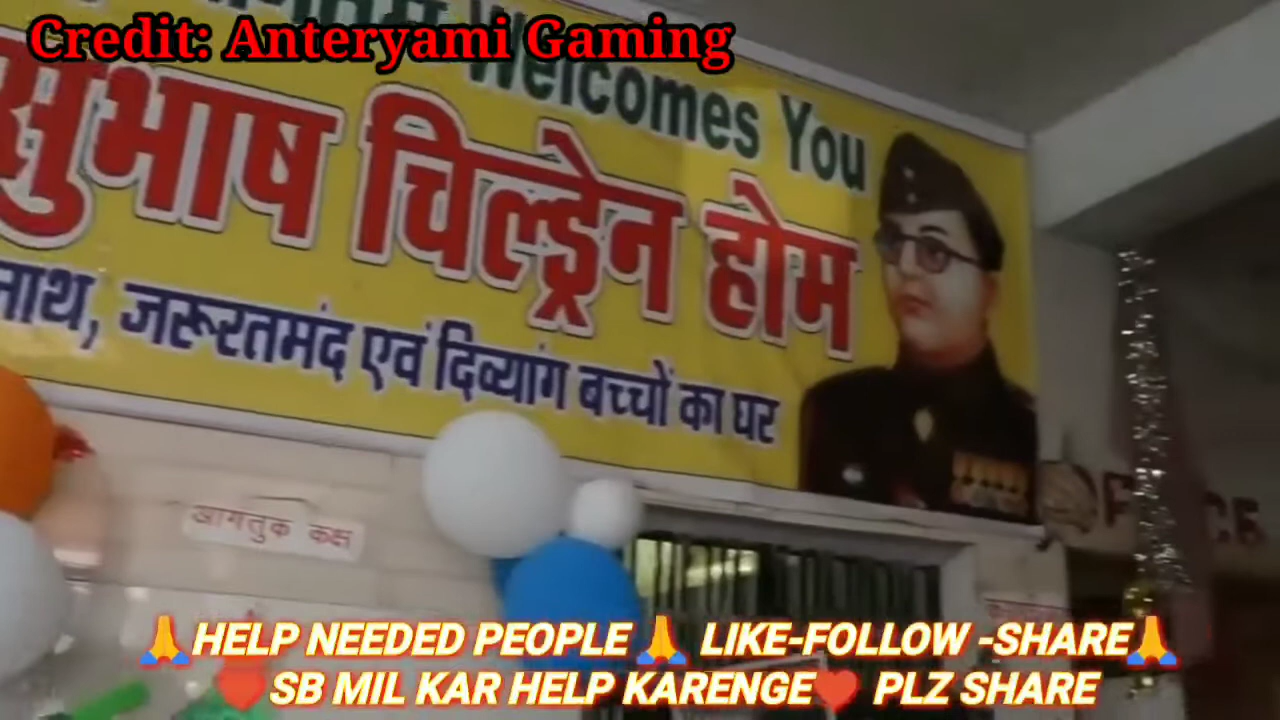 Credit: Anteryami Gaming
Welcomes You
सुभाष चिल्ड्रेन होम
जरूरतमंद एवं दिव्यांग बच्चों का घर
आगंतुक कक्ष
🙏HELP NEEDED PEOPLE🙏 LIKE-FOLLOW -SHARE🙏
♥️SB MIL KAR HELP KARENGE♥️ PLZ SHARE